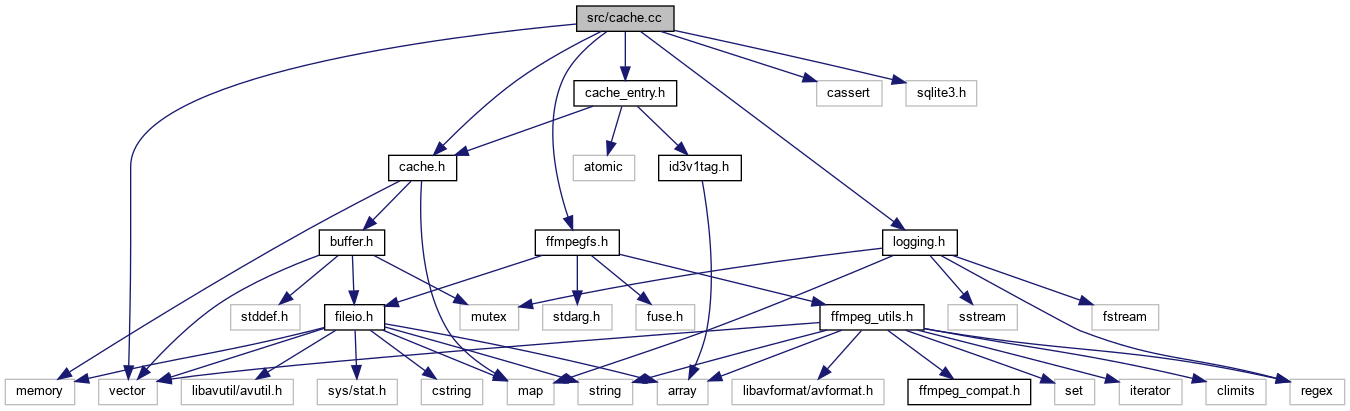 src/cache.cc
cache_entry.h
cassert
sqlite3.h
cache.h
atomic
id3v1tag.h
buffer.h
ffmpegfs.h
logging.h
stddef.h
fileio.h
mutex
stdarg.h
fuse.h
ffmpeg_utils.h
sstream
fstream
memory
vector
libavutil/avutil.h
sys/stat.h
cstring
map
string
array
libavformat/avformat.h
ffmpeg_compat.h
set
iterator
climits
regex